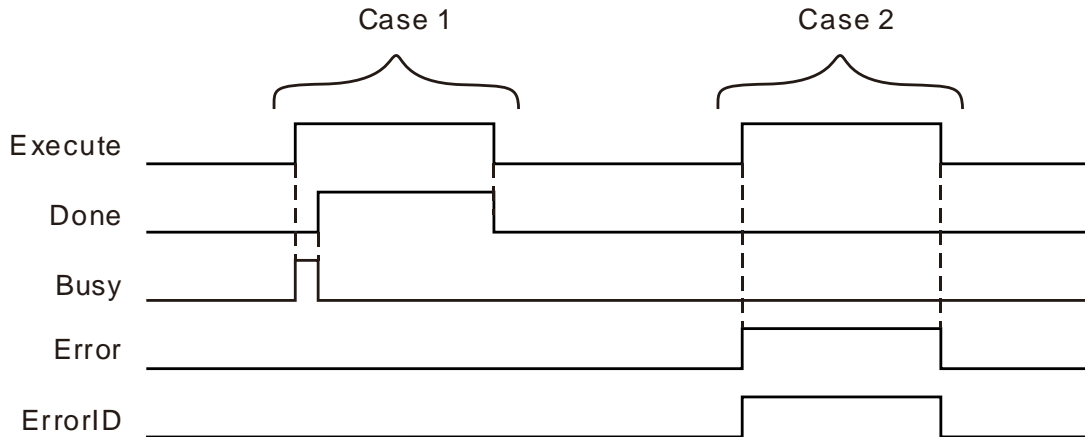 Case 1
Case 2
Execute
Done
Busy
Error
ErrorID